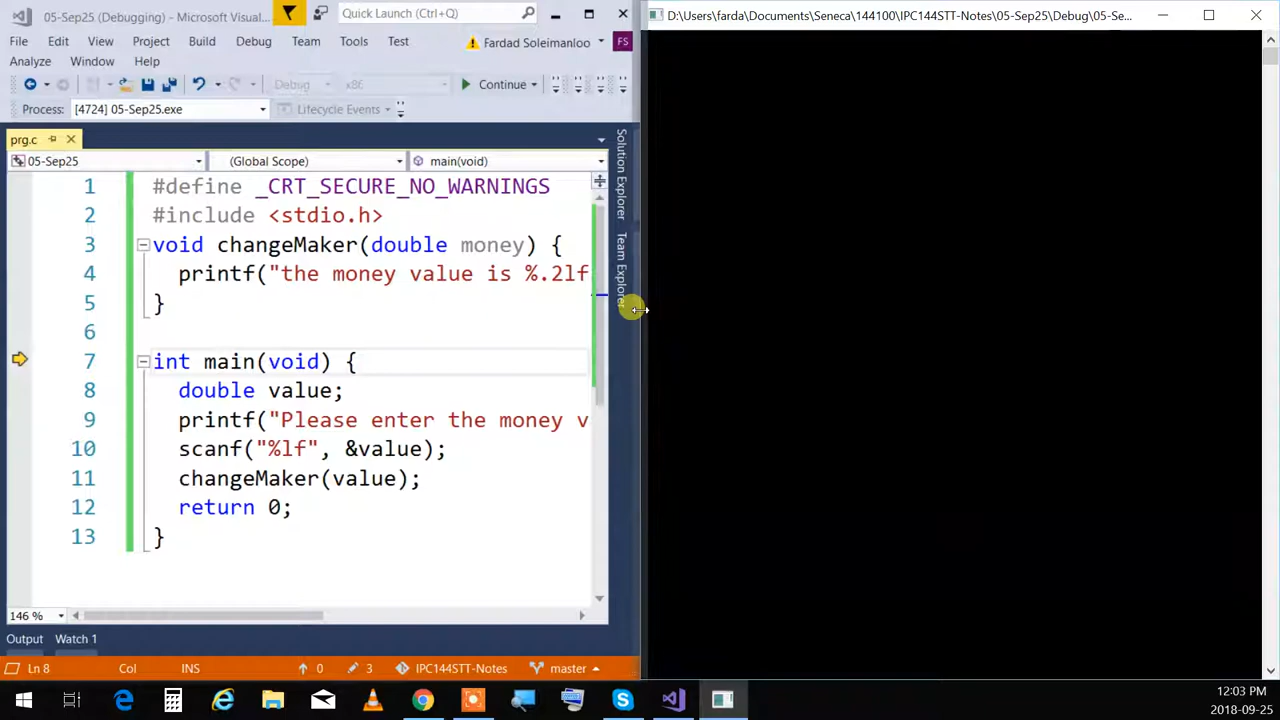 05-Sep25 (Debugging) - Microsoft Visual...
Quick Launch (Ctrl+Q)
File Edit View Project Build Debug Team Tools Test
Fardad Soleimanloo
FS
Analyze Window Help
Debug x86 Continue
Process: [4724] 05-Sep25.exe Lifecycle Events
prg.c
05-Sep25 (Global Scope) main(void)
1 #define _CRT_SECURE_NO_WARNINGS
2 #include <stdio.h>
3 void changeMaker(double money) {
4 printf("the money value is %.2lf
5 }
6
7 int main(void) {
8 double value;
9 printf("Please enter the money v
10 scanf("%lf", &value);
11 changeMaker(value);
12 return 0;
13 }
146 %
Output Watch 1
Ln 8 Col INS 0 3 IPC144STT-Notes master
Solution Explorer
Team Explorer
D:\Users\farda\Documents\Seneca\144100\IPC144STT-Notes\05-Sep25\Debug\05-Se...
12:03 PM
2018-09-25